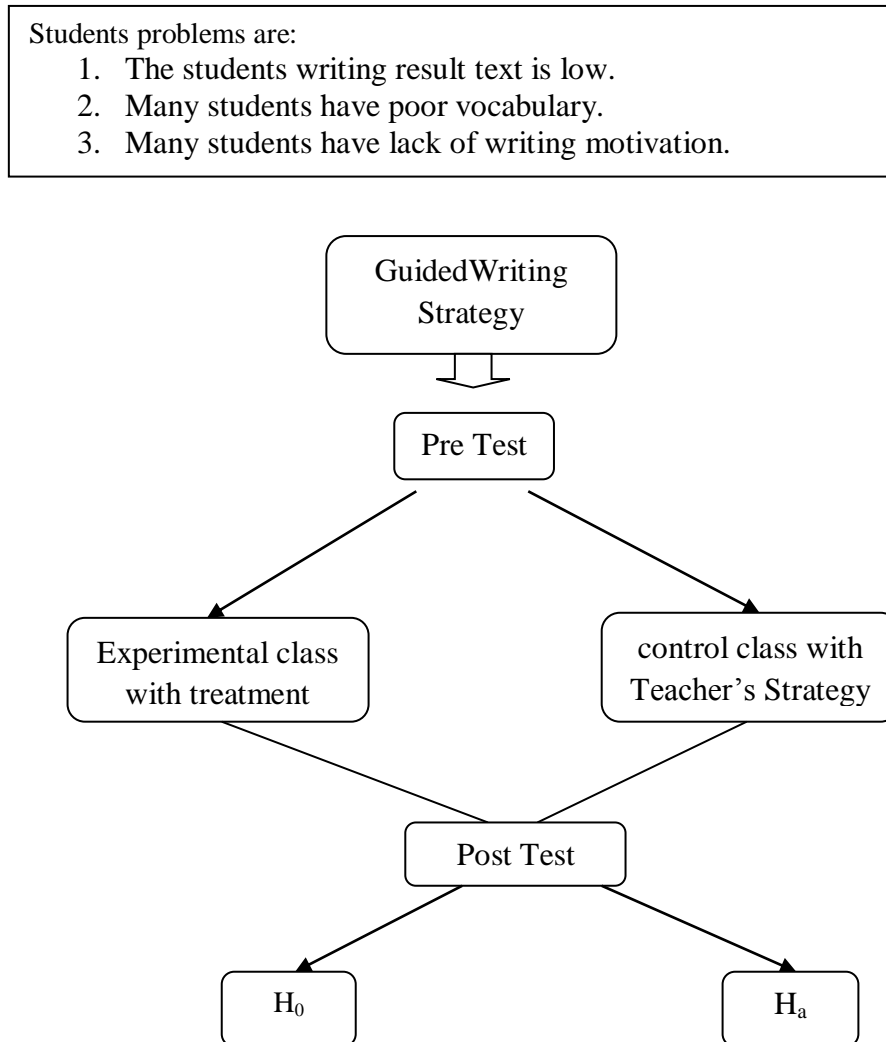 Students problems are:
1. The students writing result text is low.
2. Many students have poor vocabulary.
3. Many students have lack of writing motivation.
GuidedWriting
Strategy
Pre Test
Experimental class
with treatment
control class with
Teacher’s Strategy
Post Test
H₀
Hₐ